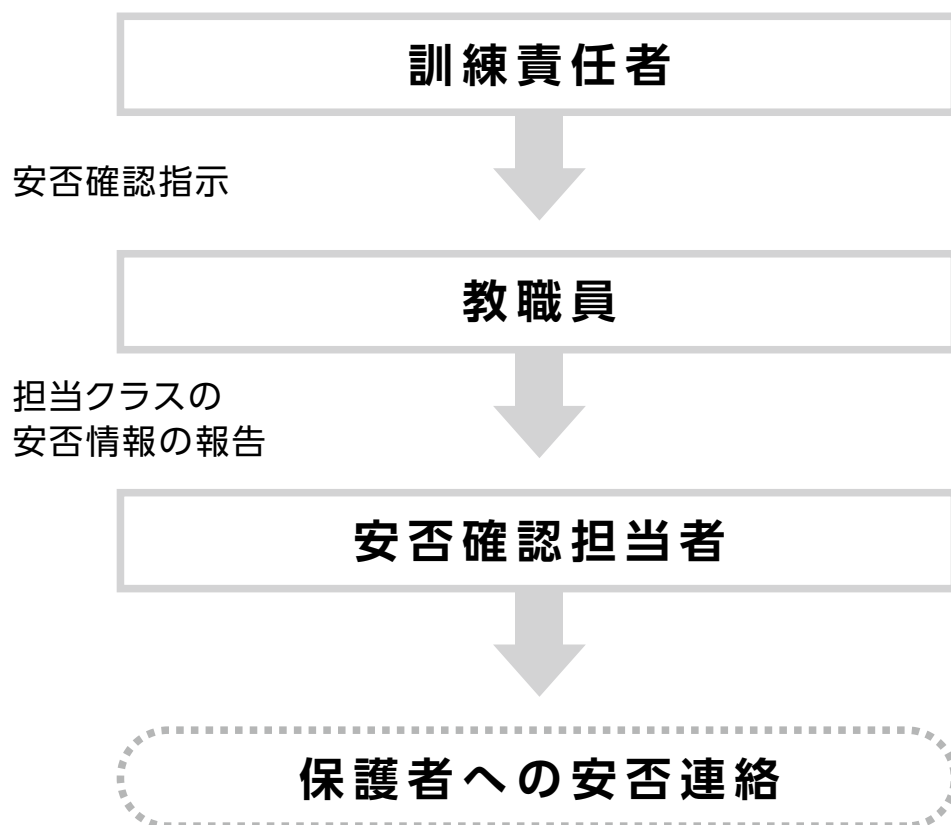 訓練責任者
安否確認指示
教職員
担当クラスの
安否情報の報告
安否確認担当者
保護者への安否連絡